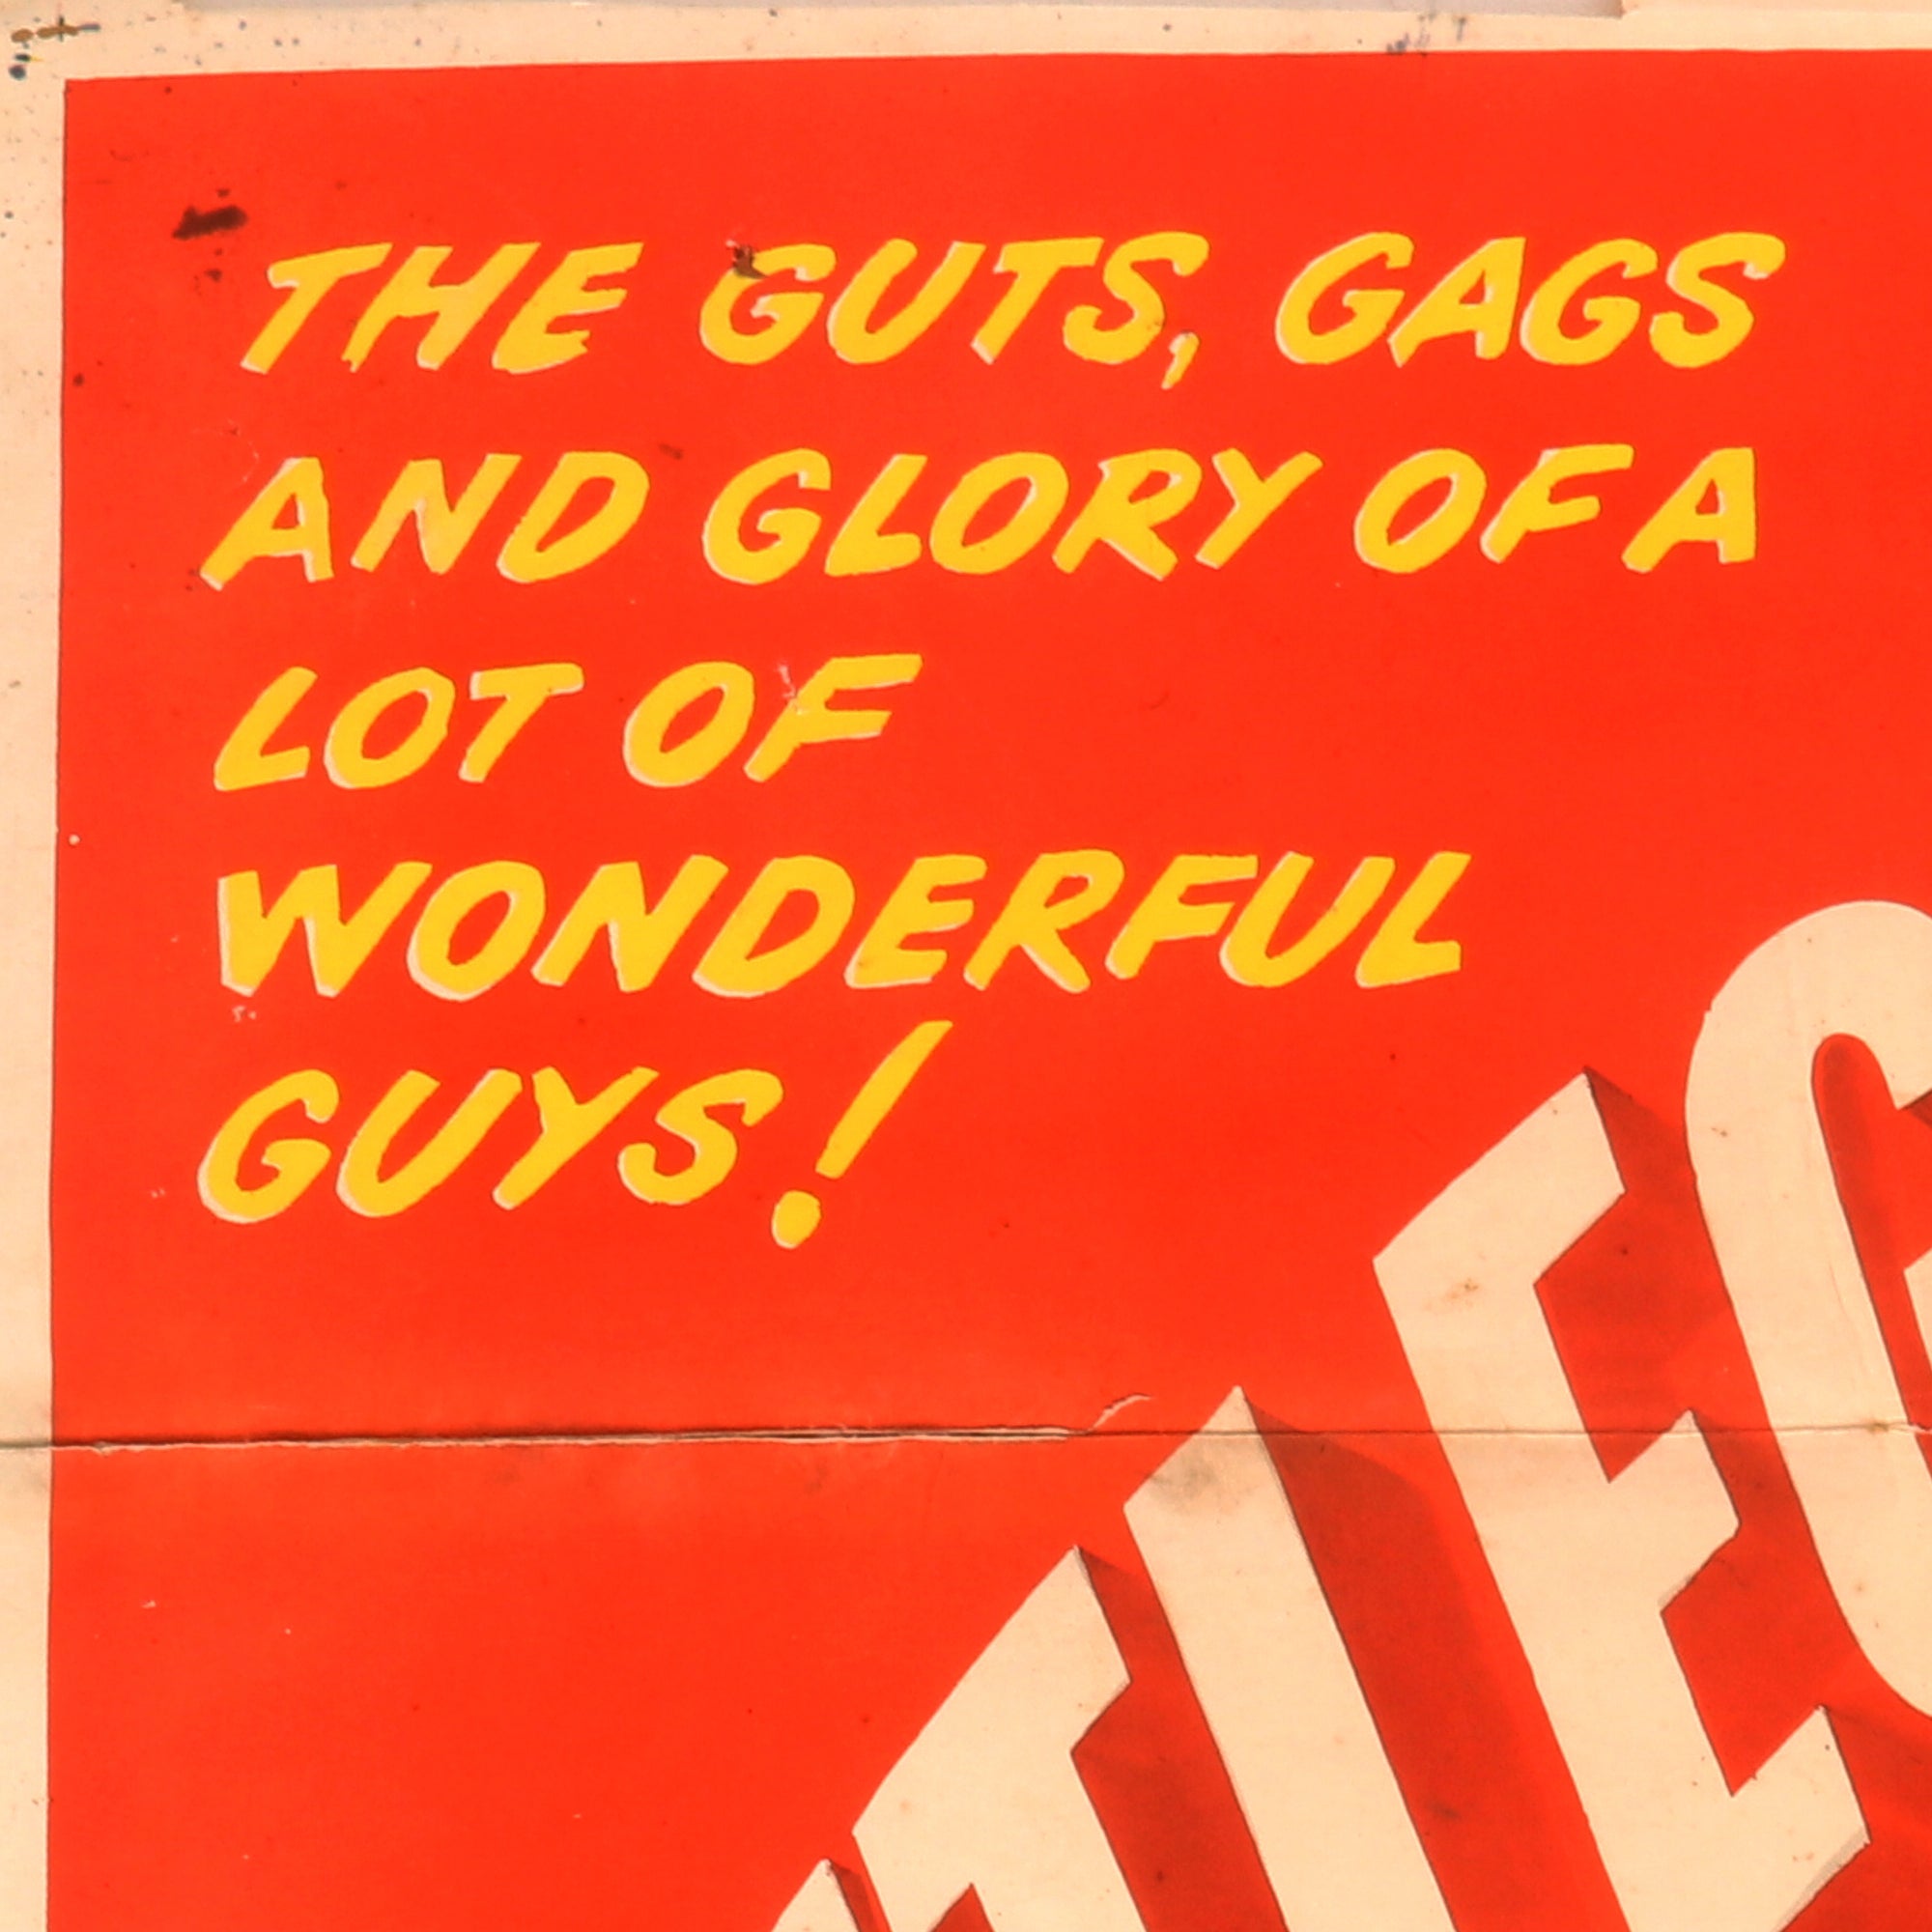 THE GUTS, GAGS
AND GLORY OF A
LOT OF
WONDERFUL
GUYS!